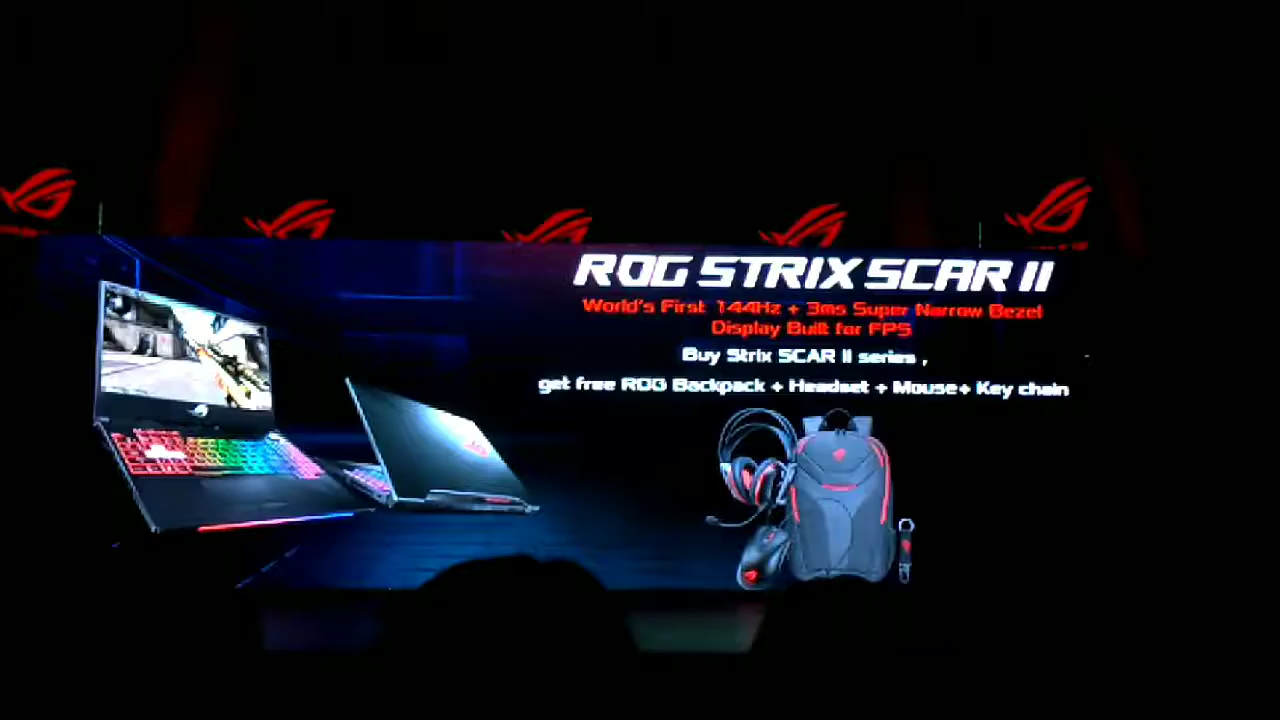 ROG STRIX SCAR II
World's First 144Hz + 3ms Super Narrow Bezel
Display Built for FPS
Buy Strix SCAR II series ,
get free ROG Backpack + Headset + Mouse+ Key chain